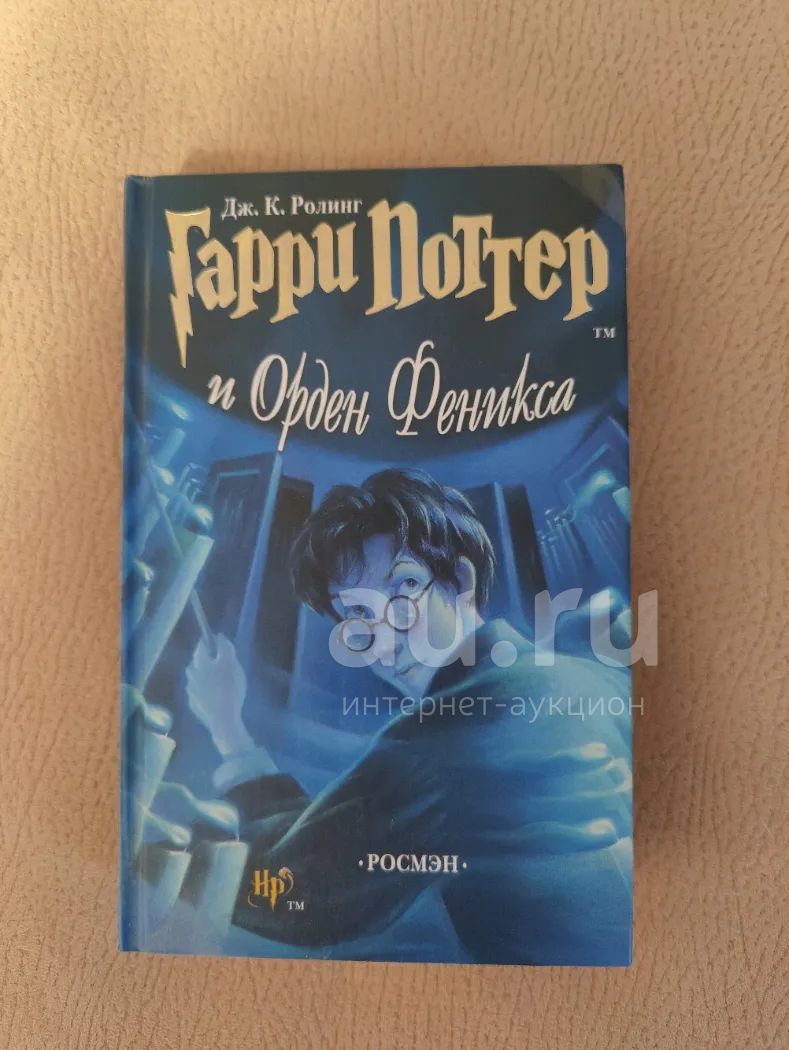 Дж. К. Ролинг
Гарри Поттер
TM
и Орден Феникса
au.ru
интернет-аукцион
·РОСМЭН·
HP
TM